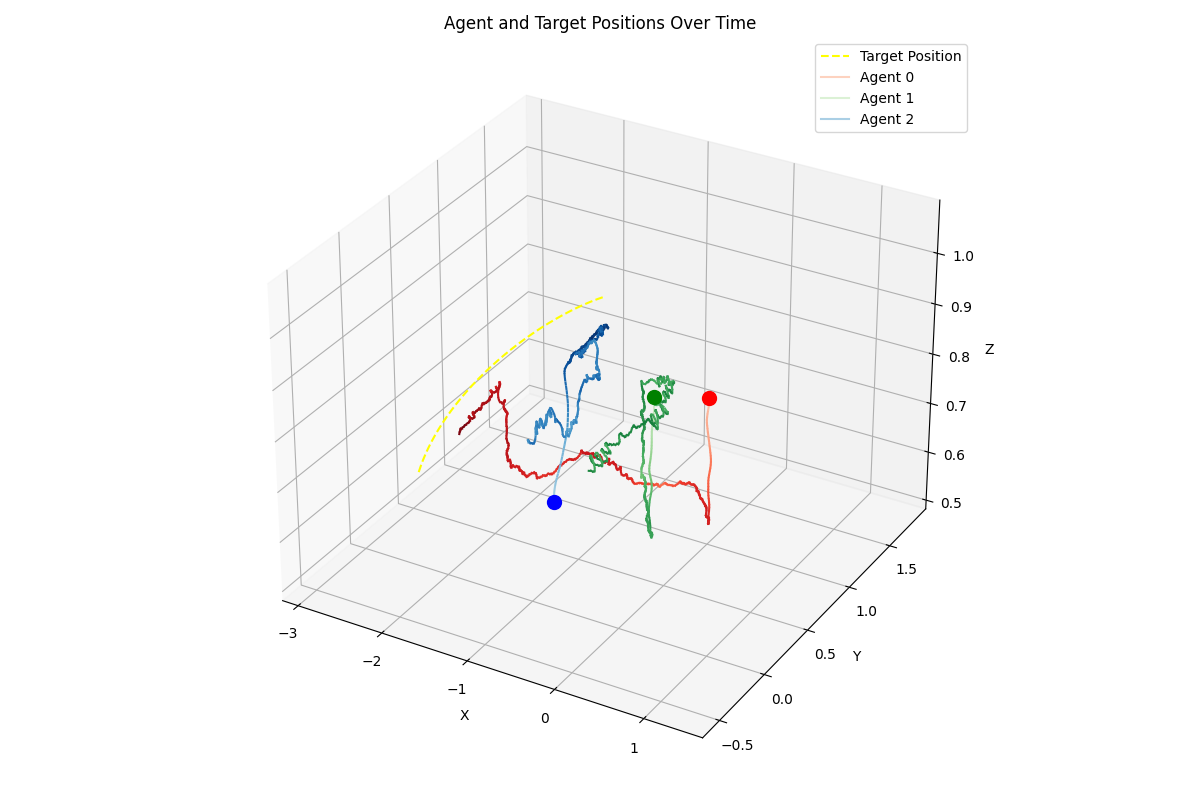 Agent and Target Positions Over Time
Target Position
Agent 0
Agent 1
Agent 2
1.0
0.9
Z
0.8
0.7
0.6
0.5
1.5
1.0
0.5
Y
0.0
−0.5
−3
−2
−1
X
0
1